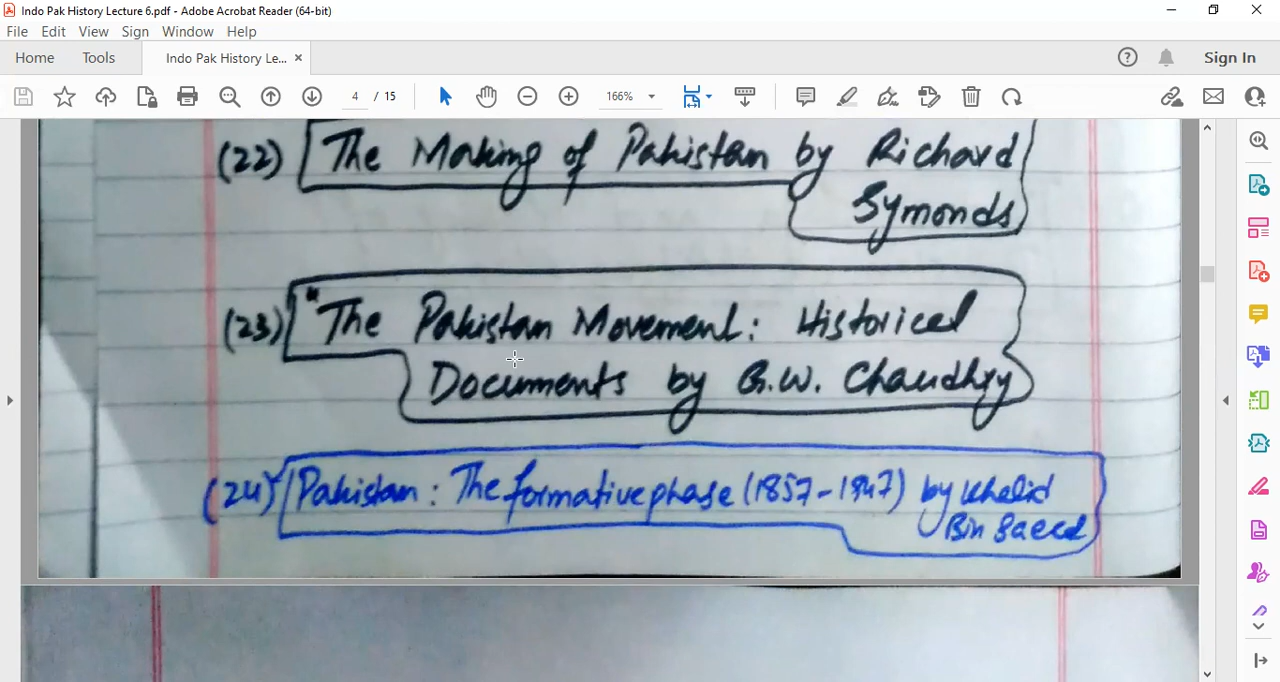 Indo Pak History Lecture 6.pdf - Adobe Acrobat Reader (64-bit)
File Edit View Sign Window Help
Home Tools Indo Pak History Le... × Sign In
4 / 15 166%
(22) The Making of Pakistan by Richard
Symonds
(23) "The Pakistan Movement: Historical
Documents by G.W. Chaudhry
(24) Pakistan: The formative phase (1857-1947) by Khalid
Bin Saeed